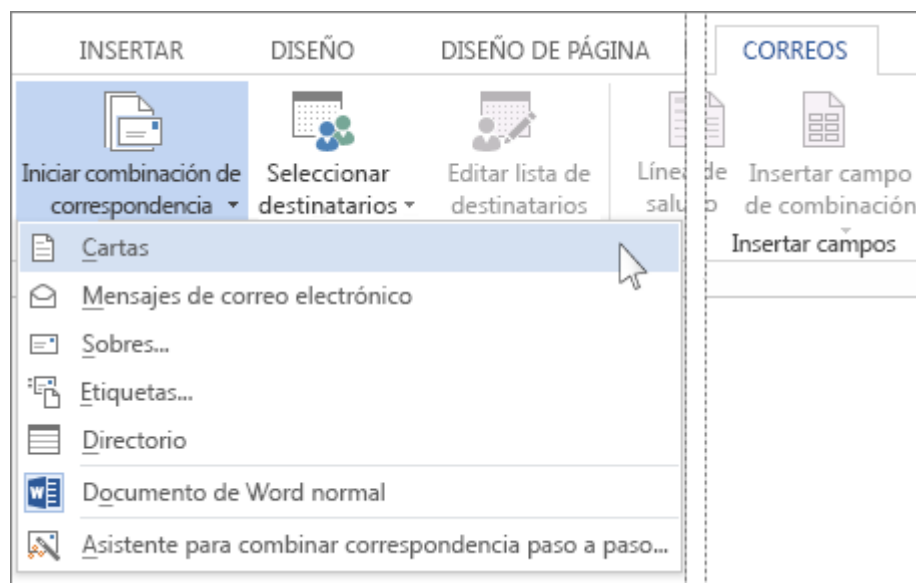 INSERTAR DISEÑO DISEÑO DE PÁGINA CORREOS
Iniciar combinación de correspondencia
Seleccionar destinatarios
Editar lista de destinatarios
Línea de
Insertar campo de combinación
Insertar campos
Cartas
Mensajes de correo electrónico
Sobres...
Etiquetas...
Directorio
Documento de Word normal
Asistente para combinar correspondencia paso a paso...